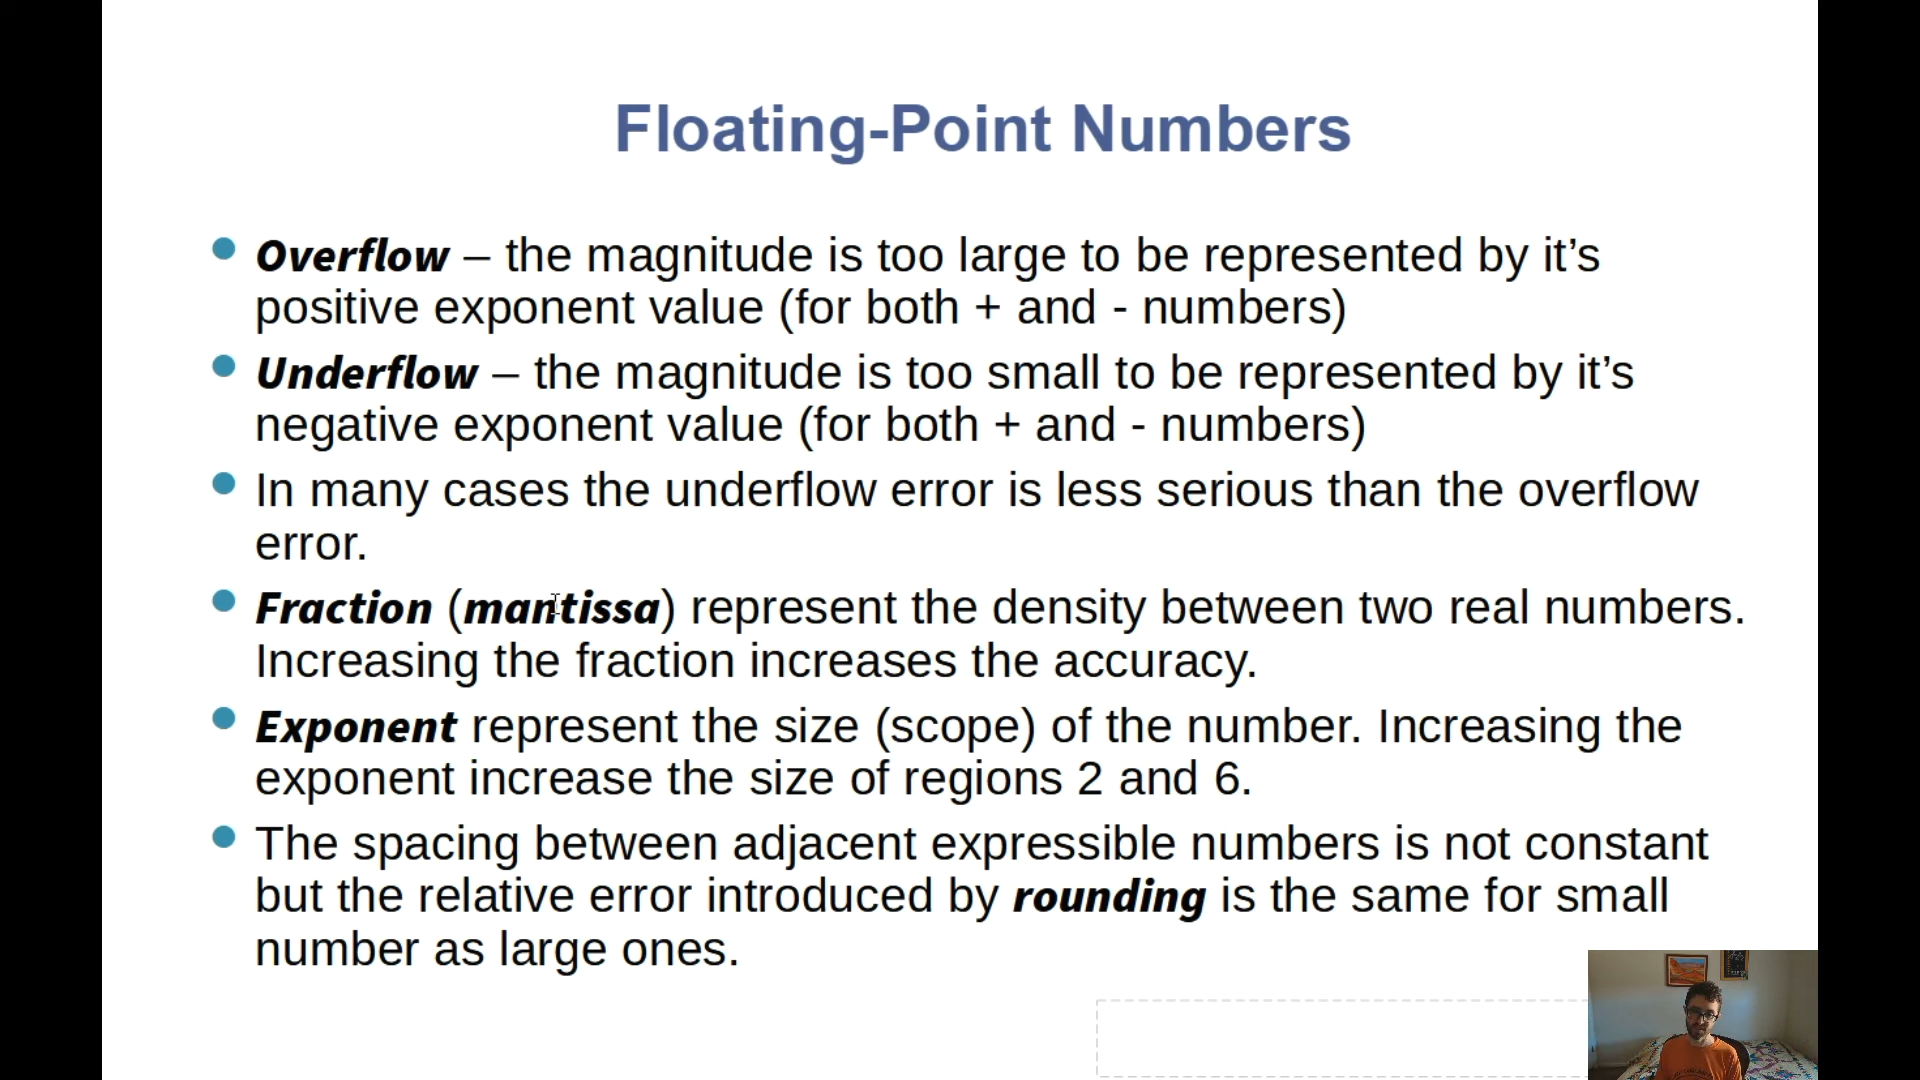 Floating-Point Numbers
Overflow – the magnitude is too large to be represented by it’s
positive exponent value (for both + and - numbers)
Underflow – the magnitude is too small to be represented by it’s
negative exponent value (for both + and - numbers)
In many cases the underflow error is less serious than the overflow
error.
Fraction (mantissa) represent the density between two real numbers.
Increasing the fraction increases the accuracy.
Exponent represent the size (scope) of the number. Increasing the
exponent increase the size of regions 2 and 6.
The spacing between adjacent expressible numbers is not constant
but the relative error introduced by rounding is the same for small
number as large ones.